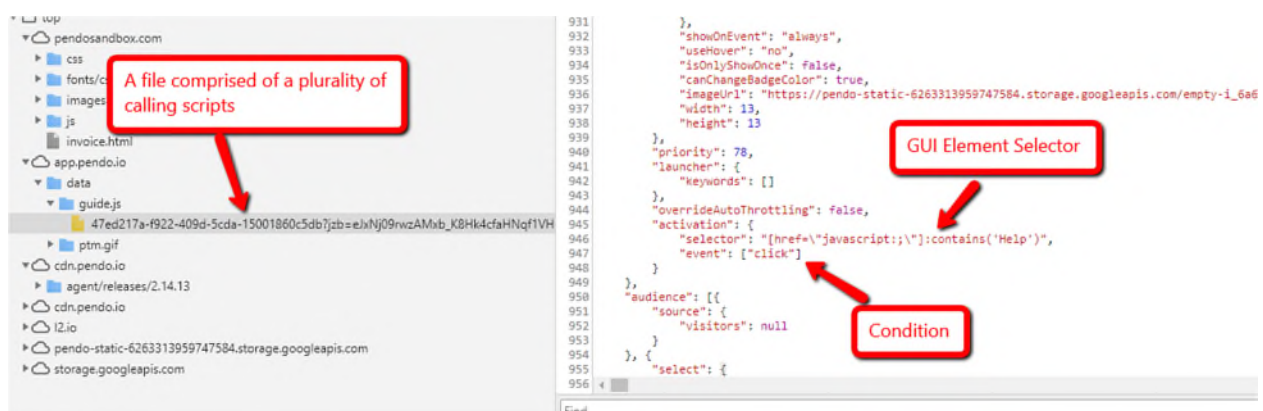 top
pendosandbox.com
css
fonts/c
images
js
invoice.html
app.pendo.io
data
guide.js
47ed217a-f922-409d-5cda-15001860c5db?jzb=eJxNj09rwzAMxb_K8Hk4cfaHNqf1VH
ptm.gif
cdn.pendo.io
agent/releases/2.14.13
cdn.pendo.io
l2.io
pendo-static-6263313959747584.storage.googleapis.com
storage.googleapis.com
A file comprised of a plurality of
calling scripts
931 },
932 "showOnEvent": "always",
933 "useHover": "no",
934 "isOnlyShowOnce": false,
935 "canChangeBadgeColor": true,
936 "imageUrl": "https://pendo-static-6263313959747584.storage.googleapis.com/empty-i_6a6
937 "width": 13,
938 "height": 13
939 },
940 "priority": 78,
941 "launcher": {
942 "keywords": []
943 },
944 "overrideAutoThrottling": false,
945 "activation": {
946 "selector": "[href=\"javascript:;\"]:contains('Help')",
947 "event": ["click"]
948 }
949 },
950 "audience": [{
951 "source": {
952 "visitors": null
953 }
954 }, {
955 "select": {
956
GUI Element Selector
Condition
Find